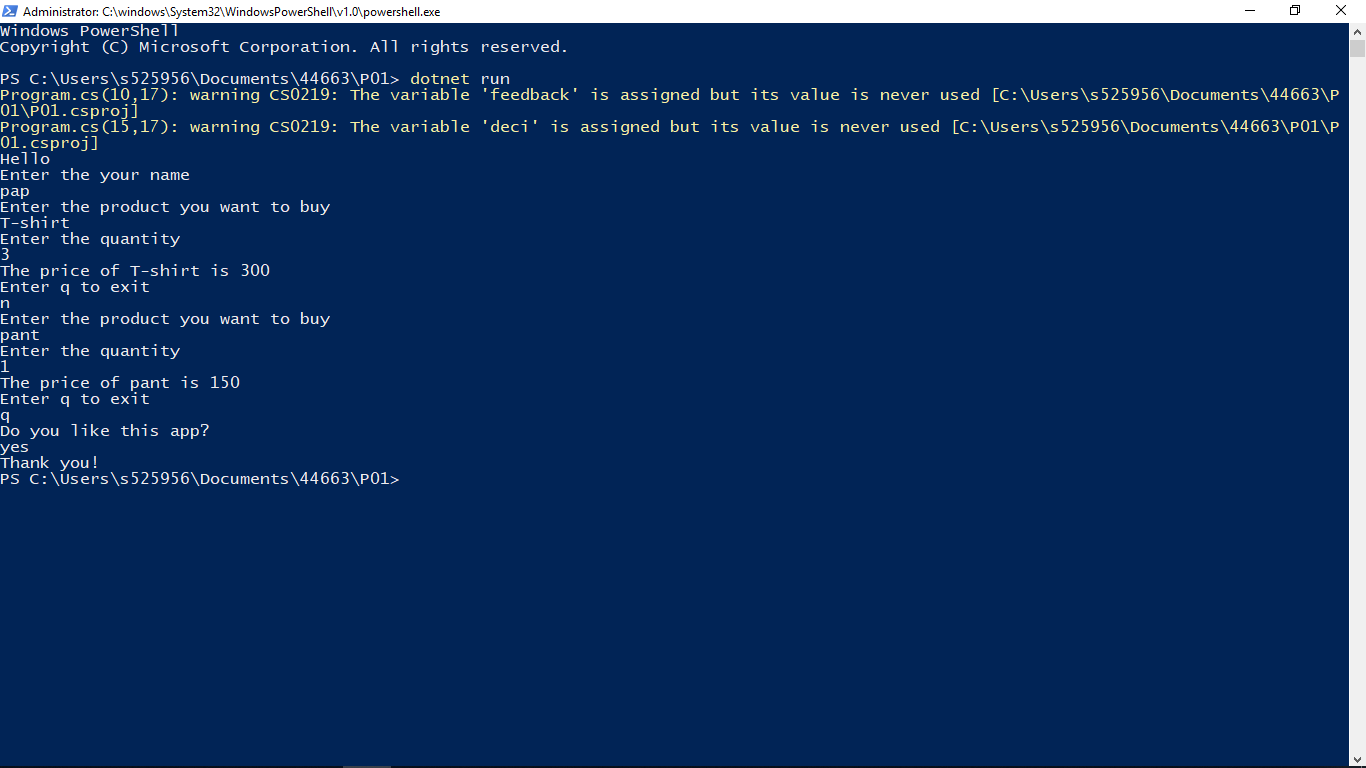 Administrator: C:\windows\System32\WindowsPowerShell\v1.0\powershell.exe
Windows PowerShell
Copyright (C) Microsoft Corporation. All rights reserved.
PS C:\Users\s525956\Documents\44663\P01> dotnet run
Program.cs(10,17): warning CS0219: The variable 'feedback' is assigned but its value is never used [C:\Users\s525956\Documents\44663\P
01\P01.csproj]
Program.cs(15,17): warning CS0219: The variable 'deci' is assigned but its value is never used [C:\Users\s525956\Documents\44663\P01\P
01.csproj]
Hello
Enter the your name
pap
Enter the product you want to buy
T-shirt
Enter the quantity
3
The price of T-shirt is 300
Enter q to exit
n
Enter the product you want to buy
pant
Enter the quantity
1
The price of pant is 150
Enter q to exit
q
Do you like this app?
yes
Thank you!
PS C:\Users\s525956\Documents\44663\P01>